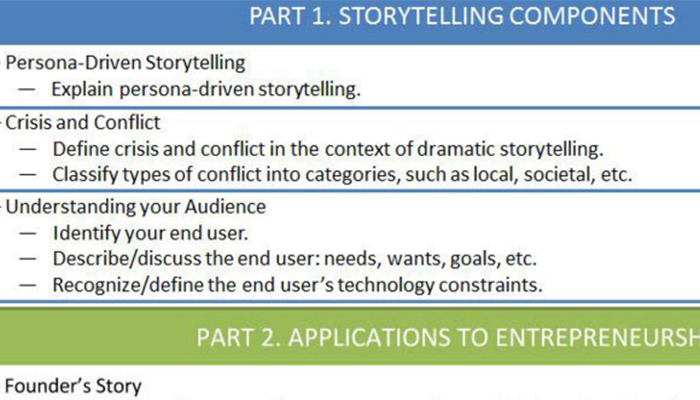 PART 1. STORYTELLING COMPONENTS
Persona-Driven Storytelling
— Explain persona-driven storytelling.
Crisis and Conflict
— Define crisis and conflict in the context of dramatic storytelling.
— Classify types of conflict into categories, such as local, societal, etc.
Understanding your Audience
— Identify your end user.
— Describe/discuss the end user: needs, wants, goals, etc.
— Recognize/define the end user’s technology constraints.
PART 2. APPLICATIONS TO ENTREPRENEURSH
Founder’s Story